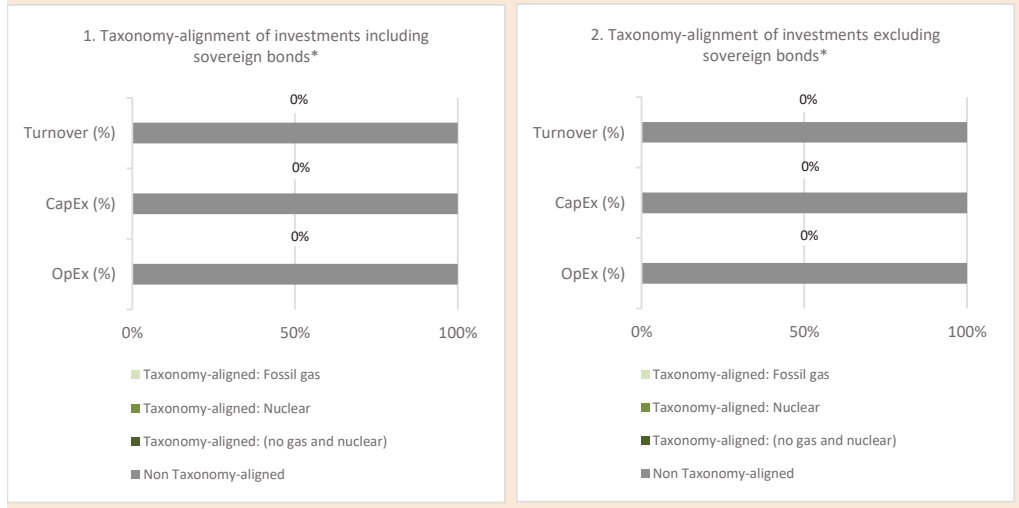 1. Taxonomy-alignment of investments including
sovereign bonds*
0%
Turnover (%)
0%
CapEx (%)
0%
OpEx (%)
0%
50%
100%
Taxonomy-aligned: Fossil gas
Taxonomy-aligned: Nuclear
Taxonomy-aligned: (no gas and nuclear)
Non Taxonomy-aligned
2. Taxonomy-alignment of investments excluding
sovereign bonds*
0%
Turnover (%)
0%
CapEx (%)
0%
OpEx (%)
0%
50%
100%
Taxonomy-aligned: Fossil gas
Taxonomy-aligned: Nuclear
Taxonomy-aligned: (no gas and nuclear)
Non Taxonomy-aligned